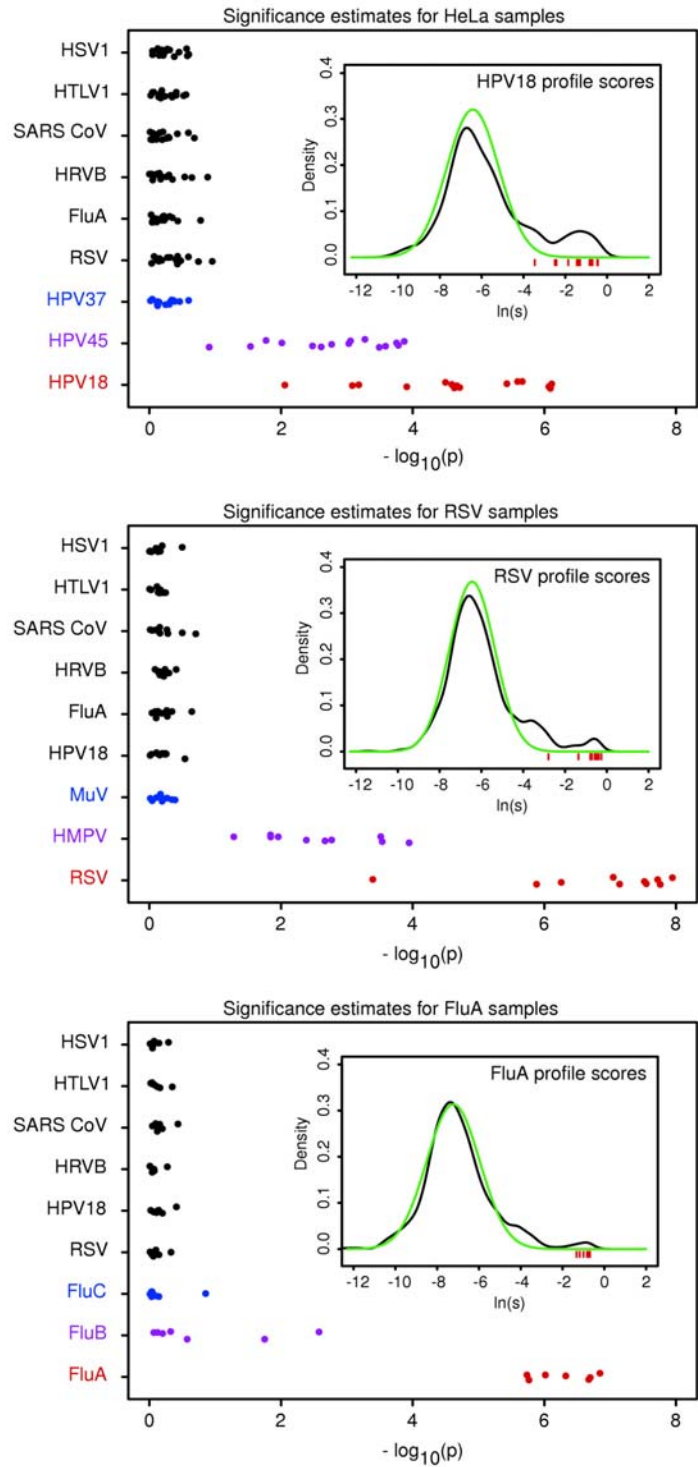 Significance estimates for HeLa samples
HSV1
HTLV1
SARS CoV
HRVB
FluA
RSV
HPV37
HPV45
HPV18
HPV18 profile scores
Density
0.0 0.1 0.2 0.3 0.4
-12 -10 -8 -6 -4 -2 0 2
ln(s)
0 2 4 6 8
- log10(p)
Significance estimates for RSV samples
HSV1
HTLV1
SARS CoV
HRVB
FluA
HPV18
MuV
HMPV
RSV
RSV profile scores
Density
0.0 0.1 0.2 0.3 0.4
-12 -10 -8 -6 -4 -2 0 2
ln(s)
0 2 4 6 8
- log10(p)
Significance estimates for FluA samples
HSV1
HTLV1
SARS CoV
HRVB
HPV18
RSV
FluC
FluB
FluA
FluA profile scores
Density
0.0 0.1 0.2 0.3 0.4
-12 -10 -8 -6 -4 -2 0 2
ln(s)
0 2 4 6 8
- log10(p)